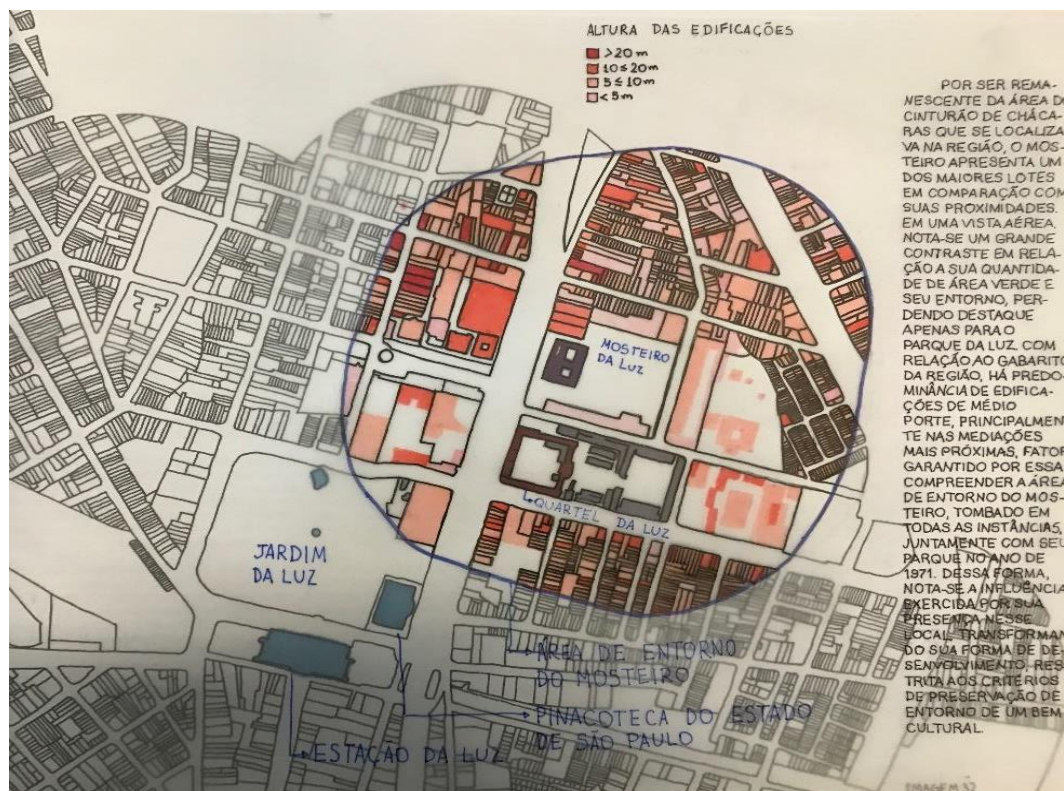 ALTURA DAS EDIFICAÇÕES
>20 m
10 ≤ 20 m
5 ≤ 10 m
< 5 m
MOSTEIRO
DA LUZ
QUARTEL DA LUZ
JARDIM
DA LUZ
ÁREA DE ENTORNO
DO MOSTEIRO
PINACOTECA DO ESTADO
DE SÃO PAULO
ESTAÇÃO DA LUZ
POR SER REMA-
NESCENTE DA ÁREA DO
CINTURÃO DE CHÁCA-
RAS QUE SE LOCALIZA-
VA NA REGIÃO, O MOS-
TEIRO APRESENTA UM
DOS MAIORES LOTES
EM COMPARAÇÃO COM
SUAS PROXIMIDADES.
EM UMA VISTA AÉREA,
NOTA-SE UM GRANDE
CONTRASTE EM RELA-
ÇÃO A SUA QUANTIDA-
DE DE ÁREA VERDE E
SEU ENTORNO, PER-
DENDO DESTAQUE
APENAS PARA O
PARQUE DA LUZ. COM
RELAÇÃO AO GABARITO
DA REGIÃO, HÁ PREDO-
MINÂNCIA DE EDIFICA-
ÇÕES DE MÉDIO
PORTE, PRINCIPALMEN-
TE NAS MEDIAÇÕES
MAIS PRÓXIMAS, FATOR
GARANTIDO POR ESSA
COMPREENDER A ÁREA
DE ENTORNO DO MOS-
TEIRO, TOMBADO EM
TODAS AS INSTÂNCIAS,
JUNTAMENTE COM SEU
PARQUE NO ANO DE
1971. DESSA FORMA,
NOTA-SE A INFLUÊNCIA
EXERCIDA POR SUA
PRESENÇA NESSE
LOCAL, TRANSFORMAN-
DO SUA FORMA DE DE-
SENVOLVIMENTO, RES-
TRITA AOS CRITÉRIOS
DE PRESERVAÇÃO DE
ENTORNO DE UM BEM
CULTURAL.
IMAGEM 32